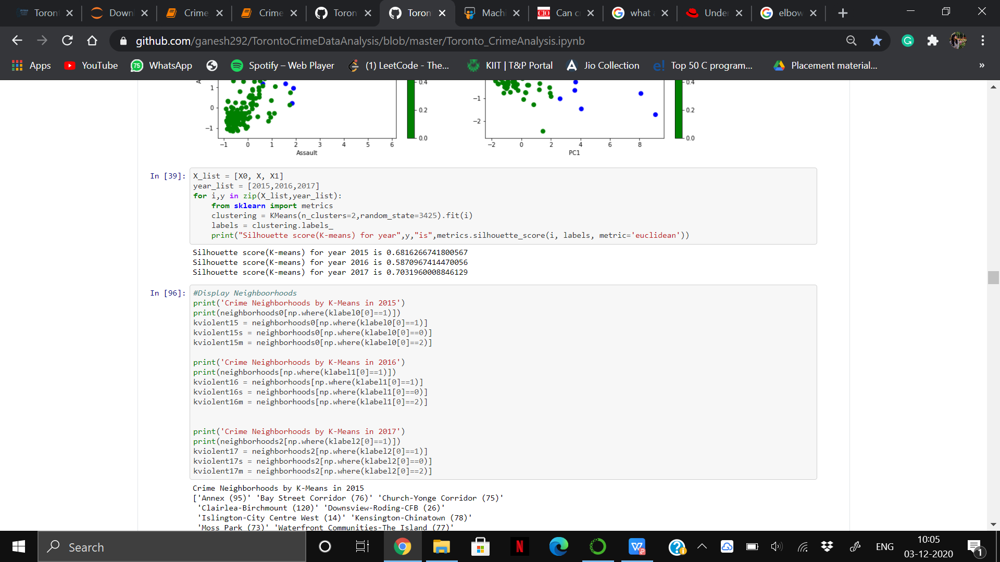 Toront
Downl
Crime
Crime
Toron
Toron
Machi
CIO Can c
what a
Under
elbow
github.com/ganesh292/TorontoCrimeDataAnalysis/blob/master/Toronto_CrimeAnalysis.ipynb
Apps
YouTube
75 WhatsApp
Spotify – Web Player
(1) LeetCode - The...
KIIT | T&P Portal
Jio Collection
Top 50 C program...
Placement material...
»
1
0
−1
−1 0 1 2 3 4 5 6
Assault
0.4
0.2
0.0
−1
−2
−2 0 2 4 6 8
PC1
0.4
0.2
0.0
In [39]:
X_list = [X0, X, X1]
year_list = [2015,2016,2017]
for i,y in zip(X_list,year_list):
    from sklearn import metrics
    clustering = KMeans(n_clusters=2,random_state=3425).fit(i)
    labels = clustering.labels_
    print("Silhouette score(K-means) for year",y,"is",metrics.silhouette_score(i, labels, metric='euclidean'))
Silhouette score(K-means) for year 2015 is 0.6816266741800567
Silhouette score(K-means) for year 2016 is 0.5870967414470056
Silhouette score(K-means) for year 2017 is 0.7031960008846129
In [96]:
#Display Neighboorhoods
print('Crime Neighborhoods by K-Means in 2015')
print(neighborhoods0[np.where(klabel0[0]==1)])
kviolent15 = neighborhoods0[np.where(klabel0[0]==1)]
kviolent15s = neighborhoods0[np.where(klabel0[0]==0)]
kviolent15m = neighborhoods0[np.where(klabel0[0]==2)]
print('Crime Neighborhoods by K-Means in 2016')
print(neighborhoods[np.where(klabel1[0]==1)])
kviolent16 = neighborhoods[np.where(klabel1[0]==1)]
kviolent16s = neighborhoods[np.where(klabel1[0]==0)]
kviolent16m = neighborhoods[np.where(klabel1[0]==2)]
print('Crime Neighborhoods by K-Means in 2017')
print(neighborhoods2[np.where(klabel2[0]==1)])
kviolent17 = neighborhoods2[np.where(klabel2[0]==1)]
kviolent17s = neighborhoods2[np.where(klabel2[0]==0)]
kviolent17m = neighborhoods2[np.where(klabel2[0]==2)]
Crime Neighborhoods by K-Means in 2015
['Annex (95)' 'Bay Street Corridor (76)' 'Church-Yonge Corridor (75)'
 'Clairlea-Birchmount (120)' 'Downsview-Roding-CFB (26)'
 'Islington-City Centre West (14)' 'Kensington-Chinatown (78)'
 'Moss Park (73)' 'Waterfront Communities-The Island (77)'
Search
ENG
10:05
03-12-2020
1